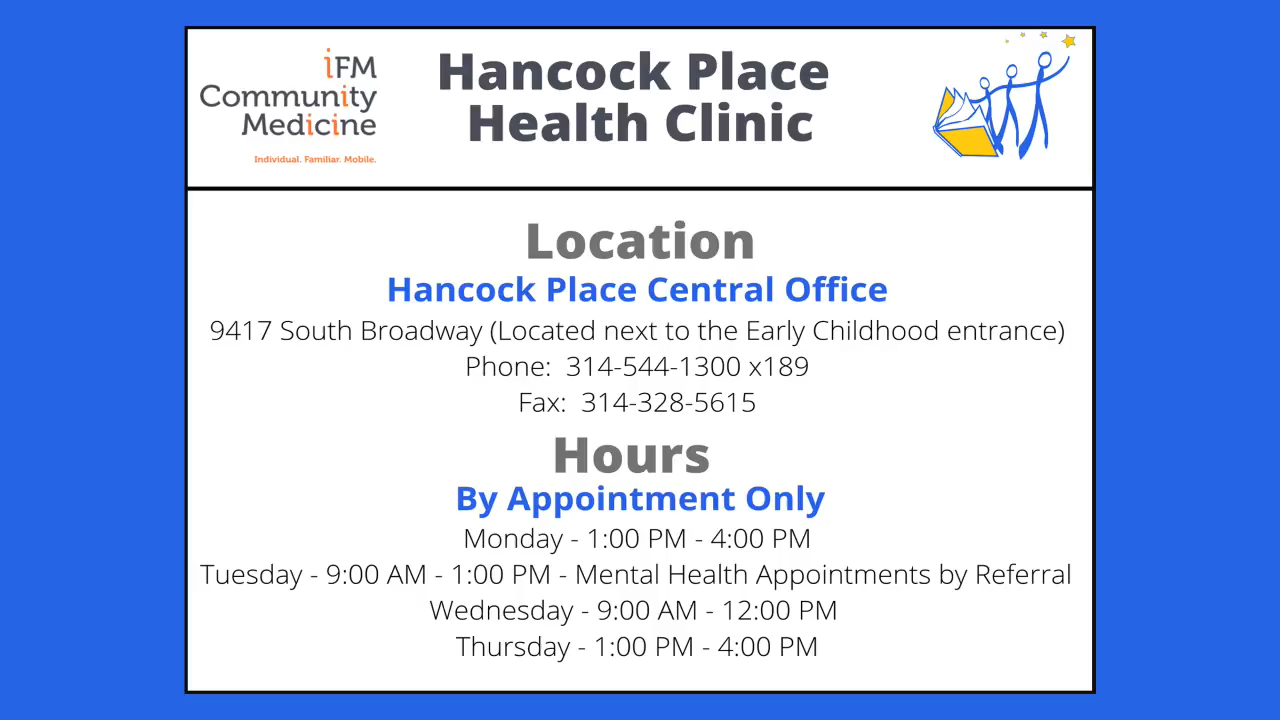 iFM
Community
Medicine
Individual. Familiar. Mobile.
Hancock Place
Health Clinic
Location
Hancock Place Central Office
9417 South Broadway (Located next to the Early Childhood entrance)
Phone:  314-544-1300 x189
Fax:  314-328-5615
Hours
By Appointment Only
Monday - 1:00 PM - 4:00 PM
Tuesday - 9:00 AM - 1:00 PM - Mental Health Appointments by Referral
Wednesday - 9:00 AM - 12:00 PM
Thursday - 1:00 PM - 4:00 PM